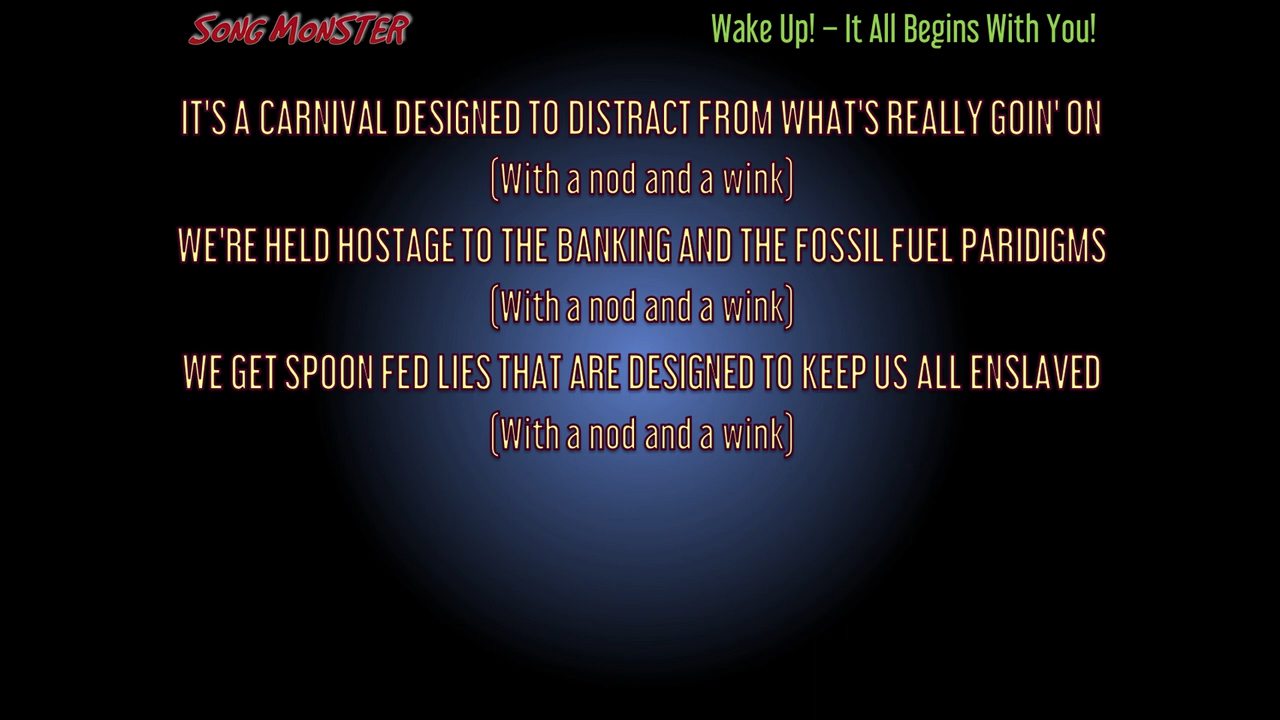 SONG MONSTER
Wake Up! – It All Begins With You!
IT'S A CARNIVAL DESIGNED TO DISTRACT FROM WHAT'S REALLY GOIN' ON
(With a nod and a wink)
WE'RE HELD HOSTAGE TO THE BANKING AND THE FOSSIL FUEL PARIDIGMS
(With a nod and a wink)
WE GET SPOON FED LIES THAT ARE DESIGNED TO KEEP US ALL ENSLAVED
(With a nod and a wink)